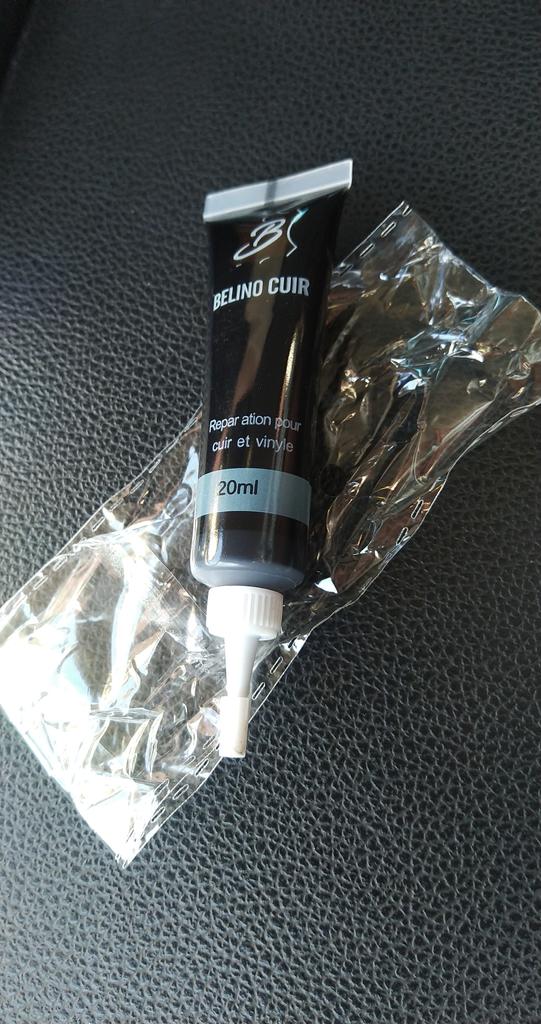 B
BELINO CUIR
Repar ation pour
cuir et vinyle
20ml